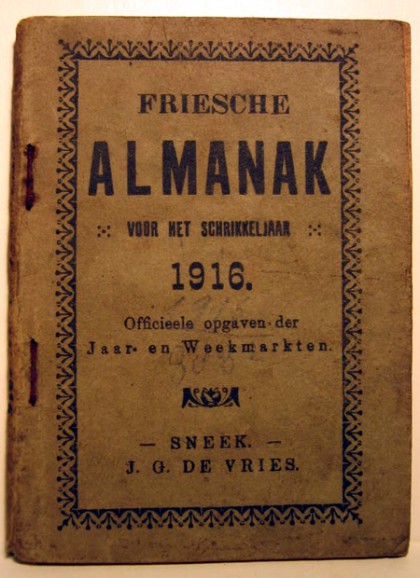 FRIESCHE
ALMANAK
VOOR HET SCHRIKKELJAAR
1916.
Officieele opgaven der
Jaar- en Weekmarkten.
— SNEEK. —
J. G. DE VRIES.